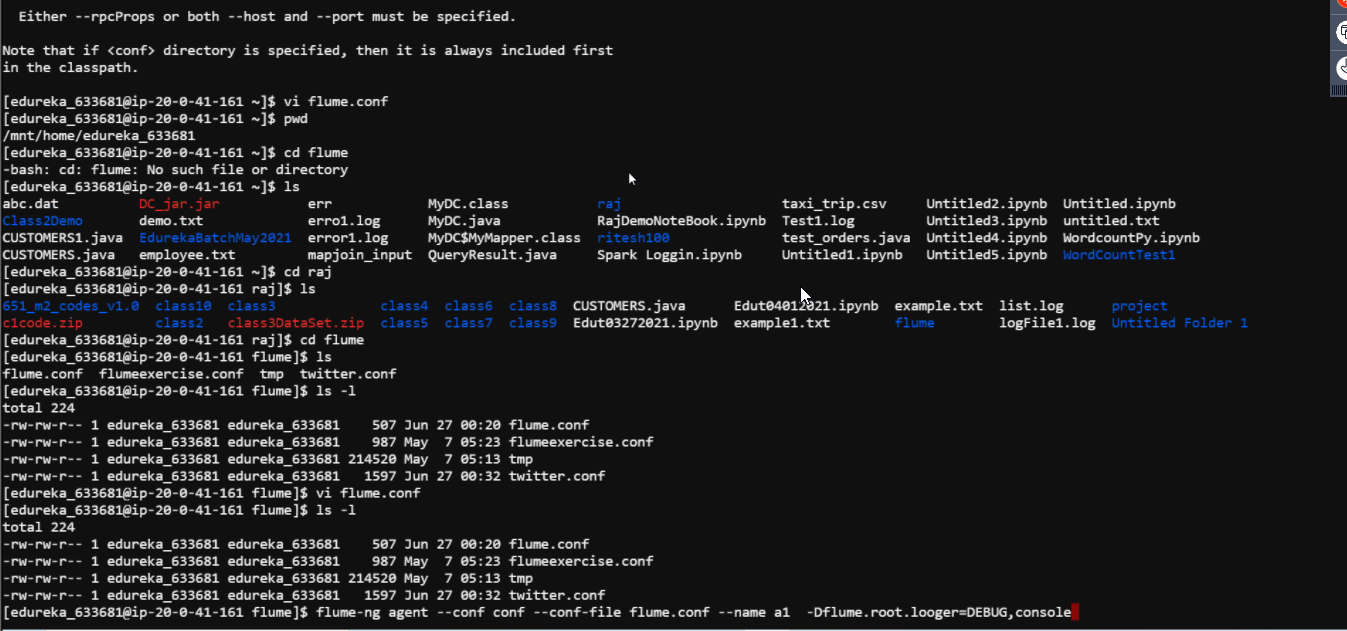 Either --rpcProps or both --host and --port must be specified.
Note that if <conf> directory is specified, then it is always included first
in the classpath.
[edureka_633681@ip-20-0-41-161 ~]$ vi flume.conf
[edureka_633681@ip-20-0-41-161 ~]$ pwd
/mnt/home/edureka_633681
[edureka_633681@ip-20-0-41-161 ~]$ cd flume
-bash: cd: flume: No such file or directory
[edureka_633681@ip-20-0-41-161 ~]$ ls
abc.dat DC_jar.jar err MyDC.class raj taxi_trip.csv Untitled2.ipynb Untitled.ipynb
Class2Demo demo.txt erro1.log MyDC.java RajDemoNoteBook.ipynb Test1.log Untitled3.ipynb untitled.txt
CUSTOMERS1.java EdurekaBatchMay2021 error1.log MyDC$MyMapper.class ritesh100 test_orders.java Untitled4.ipynb WordcountPy.ipynb
CUSTOMERS.java employee.txt mapjoin_input QueryResult.java Spark Loggin.ipynb Untitled1.ipynb Untitled5.ipynb WordCountTest1
[edureka_633681@ip-20-0-41-161 ~]$ cd raj
[edureka_633681@ip-20-0-41-161 raj]$ ls
651_m2_codes_v1.0 class10 class3 class4 class6 class8 CUSTOMERS.java Edut04012021.ipynb example.txt list.log project
c1code.zip class2 class3DataSet.zip class5 class7 class9 Edut03272021.ipynb example1.txt flume logFile1.log Untitled Folder 1
[edureka_633681@ip-20-0-41-161 raj]$ cd flume
[edureka_633681@ip-20-0-41-161 flume]$ ls
flume.conf flumeexercise.conf tmp twitter.conf
[edureka_633681@ip-20-0-41-161 flume]$ ls -l
total 224
-rw-rw-r-- 1 edureka_633681 edureka_633681 507 Jun 27 00:20 flume.conf
-rw-rw-r-- 1 edureka_633681 edureka_633681 987 May 7 05:23 flumeexercise.conf
-rw-rw-r-- 1 edureka_633681 edureka_633681 214520 May 7 05:13 tmp
-rw-rw-r-- 1 edureka_633681 edureka_633681 1597 Jun 27 00:32 twitter.conf
[edureka_633681@ip-20-0-41-161 flume]$ vi flume.conf
[edureka_633681@ip-20-0-41-161 flume]$ ls -l
total 224
-rw-rw-r-- 1 edureka_633681 edureka_633681 507 Jun 27 00:20 flume.conf
-rw-rw-r-- 1 edureka_633681 edureka_633681 987 May 7 05:23 flumeexercise.conf
-rw-rw-r-- 1 edureka_633681 edureka_633681 214520 May 7 05:13 tmp
-rw-rw-r-- 1 edureka_633681 edureka_633681 1597 Jun 27 00:32 twitter.conf
[edureka_633681@ip-20-0-41-161 flume]$ flume-ng agent --conf conf --conf-file flume.conf --name a1 -Dflume.root.looger=DEBUG,console